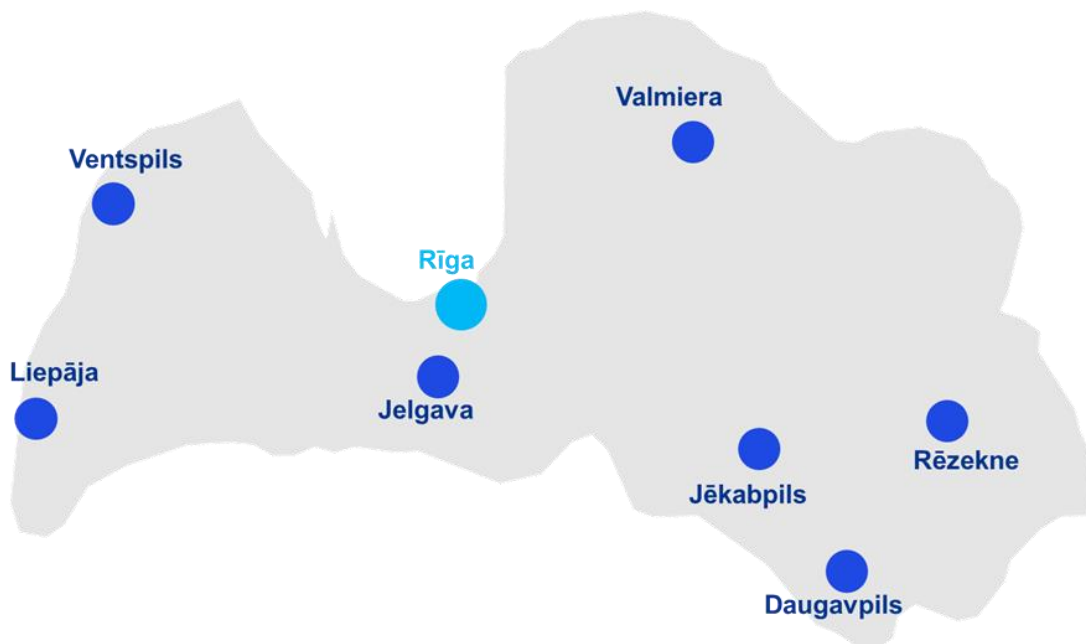 Valmiera
Ventspils
Rīga
Liepāja
Jelgava
Rēzekne
Jēkabpils
Daugavpils